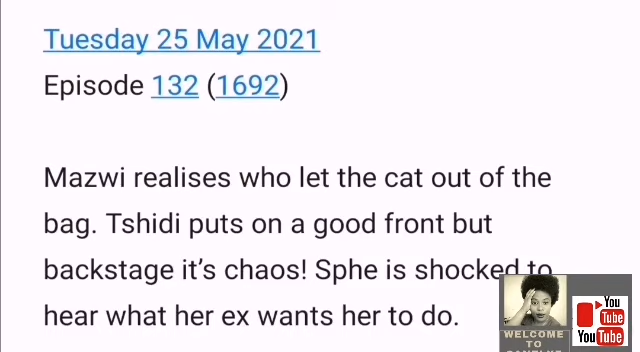 Tuesday 25 May 2021
Episode 132 (1692)
Mazwi realises who let the cat out of the
bag. Tshidi puts on a good front but
backstage it's chaos! Sphe is shocked to
hear what her ex wants her to do.
You
Tube
YouTube
WELCOME
TO